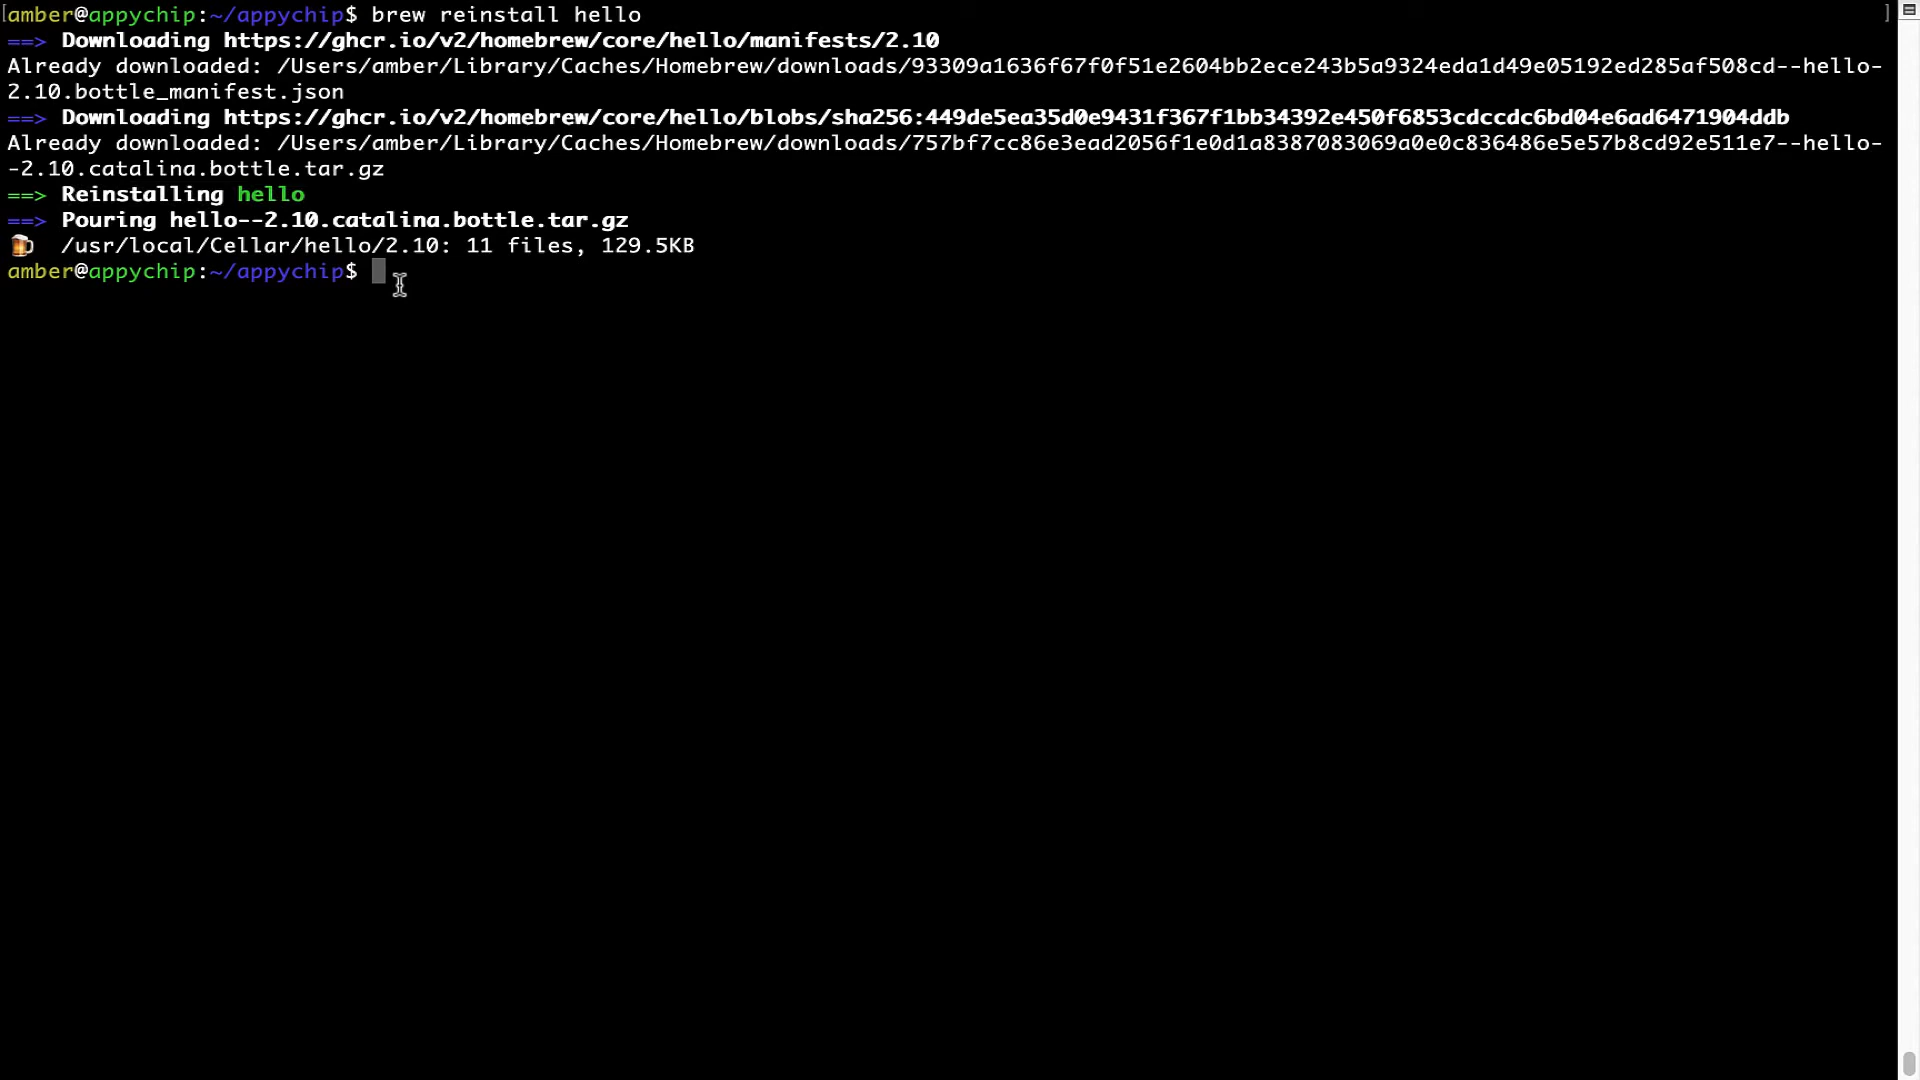 amber@appychip:~/appychip$ brew reinstall hello
==> Downloading https://ghcr.io/v2/homebrew/core/hello/manifests/2.10
Already downloaded: /Users/amber/Library/Caches/Homebrew/downloads/93309a1636f67f0f51e2604bb2ece243b5a9324eda1d49e05192ed285af508cd--hello-
2.10.bottle_manifest.json
==> Downloading https://ghcr.io/v2/homebrew/core/hello/blobs/sha256:449de5ea35d0e9431f367f1bb34392e450f6853cdccdc6bd04e6ad6471904ddb
Already downloaded: /Users/amber/Library/Caches/Homebrew/downloads/757bf7cc86e3ead2056f1e0d1a8387083069a0e0c836486e5e57b8cd92e511e7--hello-
-2.10.catalina.bottle.tar.gz
==> Reinstalling hello
==> Pouring hello--2.10.catalina.bottle.tar.gz
🍺  /usr/local/Cellar/hello/2.10: 11 files, 129.5KB
amber@appychip:~/appychip$